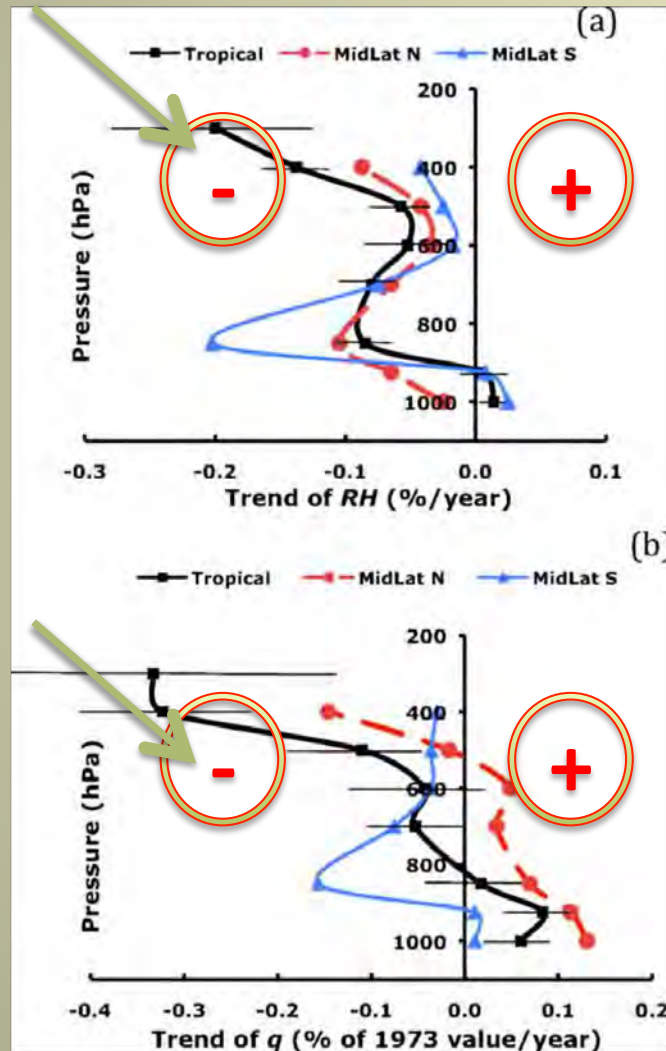 (a)
Tropical MidLat N MidLat S
200
400
600
800
1000
Pressure (hPa)
- +
-0.3 -0.2 -0.1 0.0 0.1
Trend of RH (%/year)
(b)
Tropical MidLat N MidLat S
200
400
600
800
1000
Pressure (hPa)
- +
-0.4 -0.3 -0.2 -0.1 0.0 0.1 0.2
Trend of q (% of 1973 value/year)